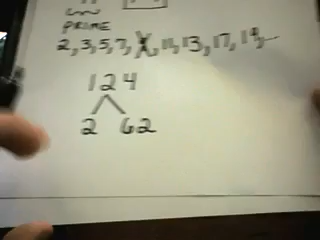 PRIME
2, 3, 5, 7, X, 11, 13, 17, 19, ...
124
2 62